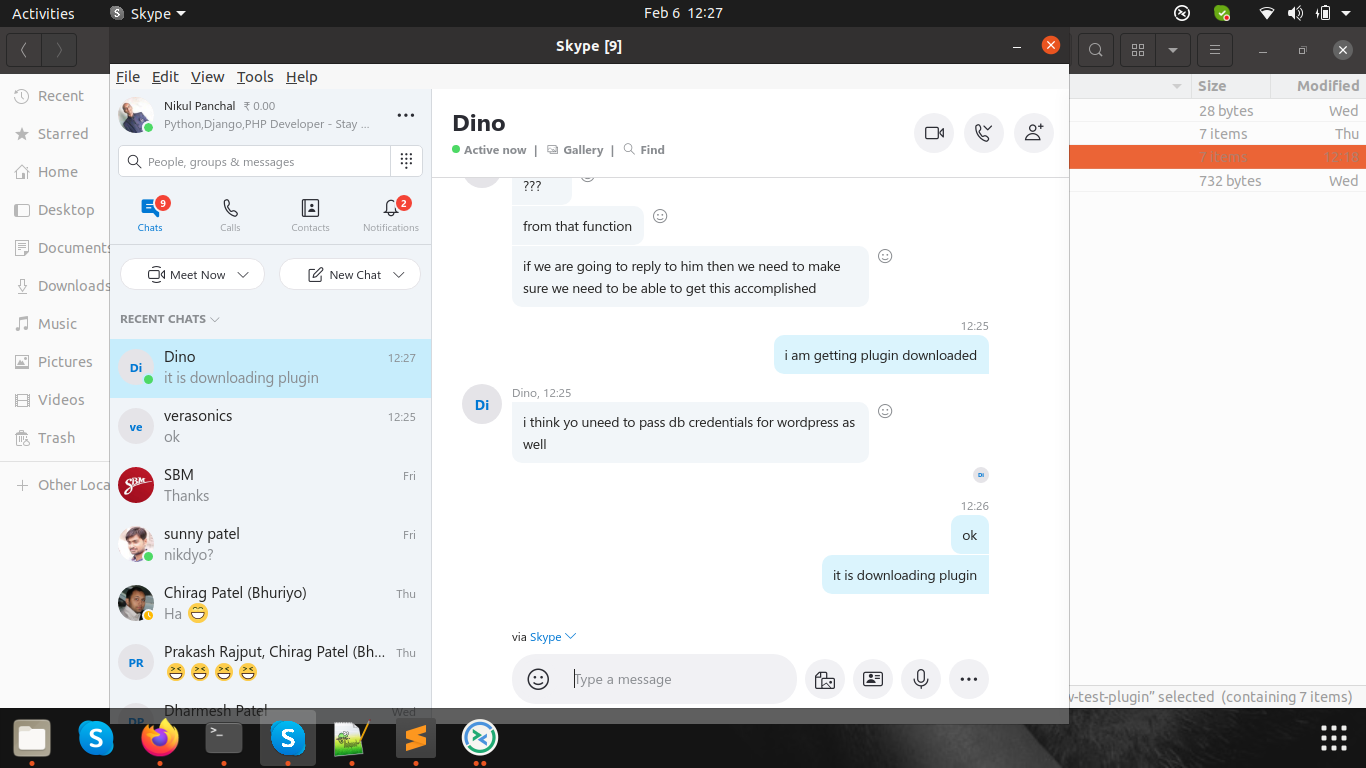 Activities
Skype
Feb 6 12:27
Skype [9]
File Edit View Tools Help
Recent
Starred
Home
Desktop
Documents
Downloads
Music
Pictures
Videos
Trash
Other Loca
Nikul Panchal ₹ 0.00
Python,Django,PHP Developer - Stay ...
People, groups & messages
9
2
Chats
Calls
Contacts
Notifications
Meet Now
New Chat
RECENT CHATS
Di
Dino 12:27
it is downloading plugin
ve
verasonics 12:25
ok
SBM
SBM Fri
Thanks
sunny patel Fri
nikdyo?
Chirag Patel (Bhuriyo) Thu
Ha 😁
PR
Prakash Rajput, Chirag Patel (Bh... Thu
😆 😆 😆 😆
DP
Dharmesh Patel Wed
Dino
Active now | Gallery | Find
???
from that function
if we are going to reply to him then we need to make
sure we need to be able to get this accomplished
12:25
i am getting plugin downloaded
Di
Dino, 12:25
i think yo uneed to pass db credentials for wordpress as
well
DI
12:26
ok
it is downloading plugin
via Skype
Type a message
Size Modified
28 bytes Wed
7 items Thu
7 items 12:18
732 bytes Wed
v-test-plugin” selected (containing 7 items)